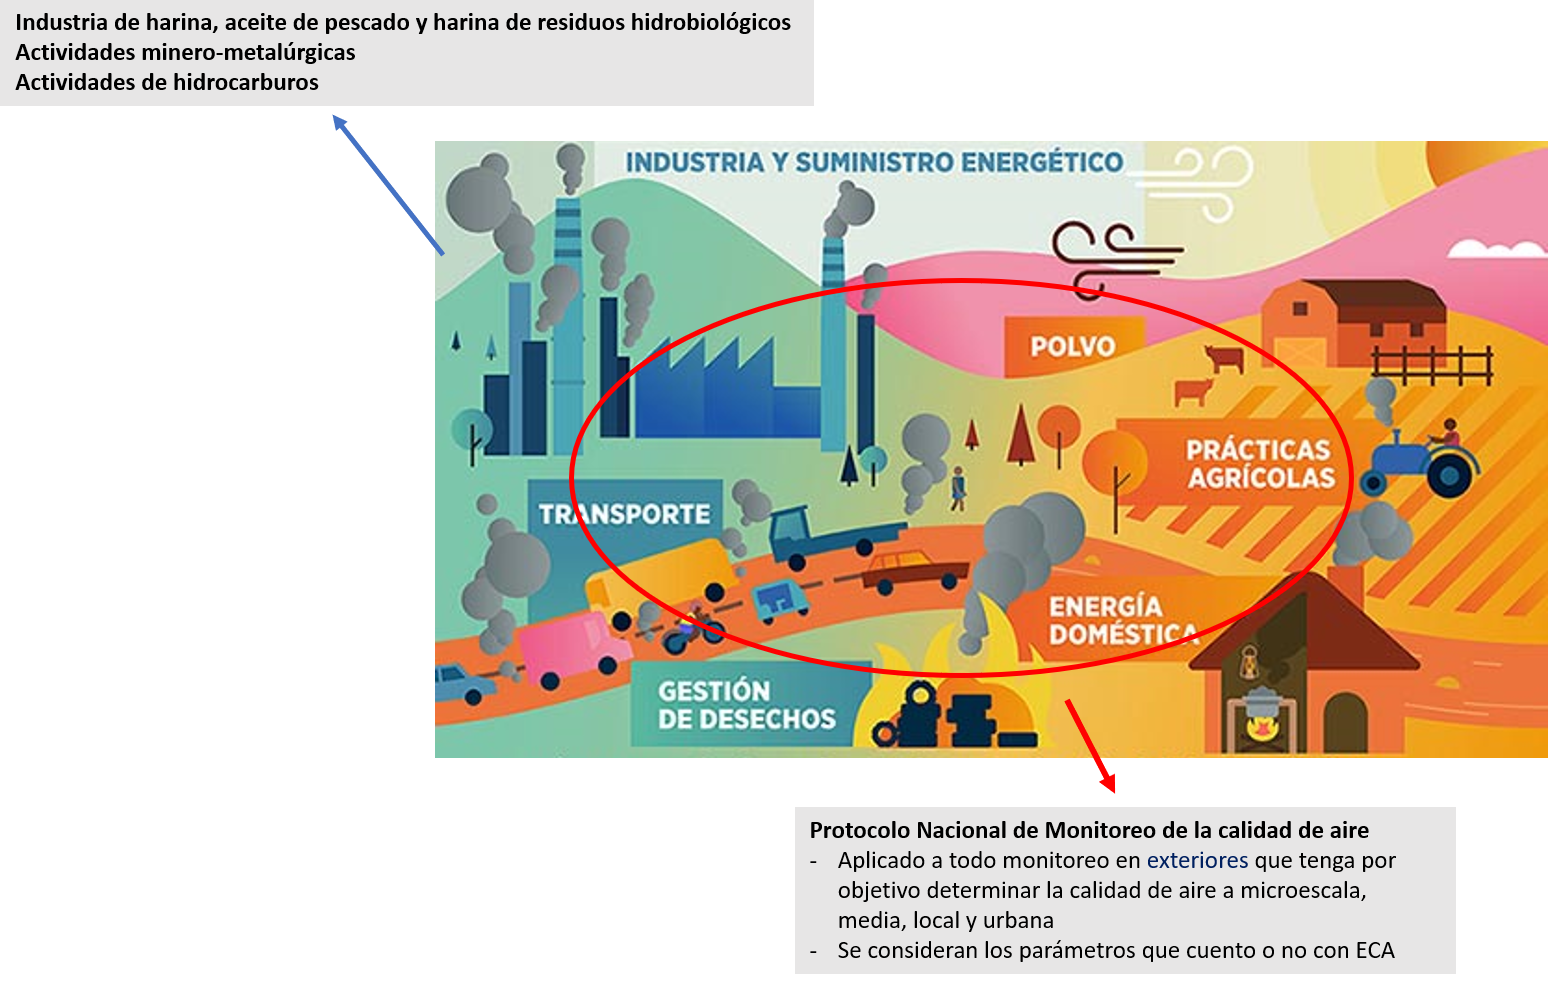 Industria de harina, aceite de pescado y harina de residuos hidrobiológicos
Actividades minero-metalúrgicas
Actividades de hidrocarburos
INDUSTRIA Y SUMINISTRO ENERGÉTICO
POLVO
PRÁCTICAS
AGRÍCOLAS
TRANSPORTE
ENERGÍA
DOMÉSTICA
GESTIÓN
DE DESECHOS
Protocolo Nacional de Monitoreo de la calidad de aire
- Aplicado a todo monitoreo en exteriores que tenga por
objetivo determinar la calidad de aire a microescala,
media, local y urbana
- Se consideran los parámetros que cuento o no con ECA